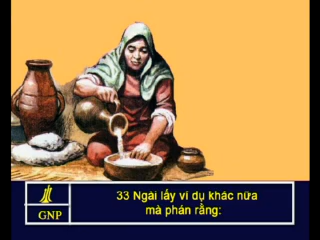 33 Ngài lấy ví dụ khác nữa
mà phán rằng:
GNP